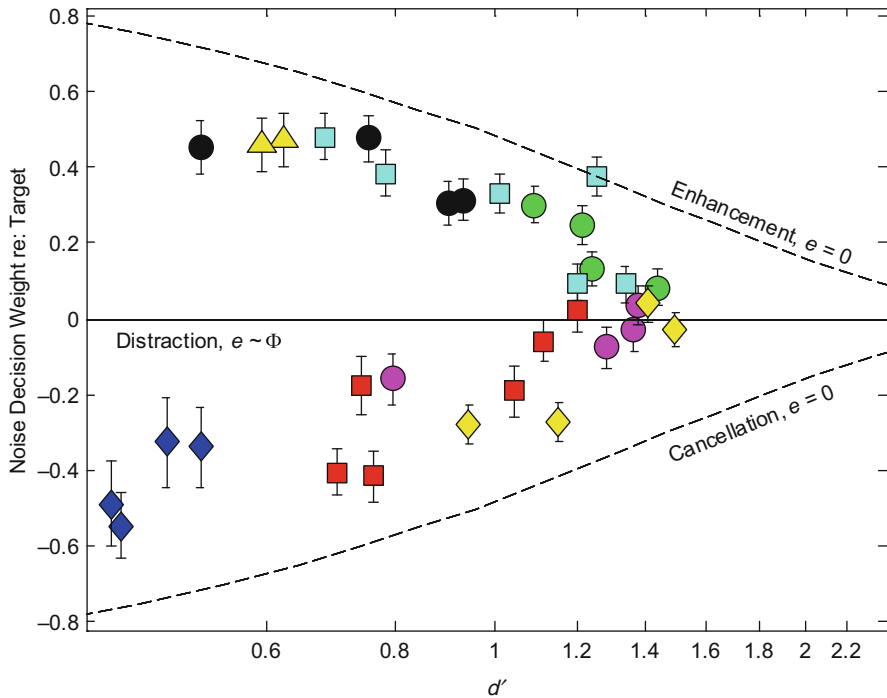 0.8
0.6
0.4
0.2
0
–0.2
–0.4
–0.6
–0.8
Noise Decision Weight re: Target
Enhancement, e = 0
Distraction, e ~ Φ
Cancellation, e = 0
0.6 0.8 1 1.2 1.4 1.6 1.8 2 2.2
d′